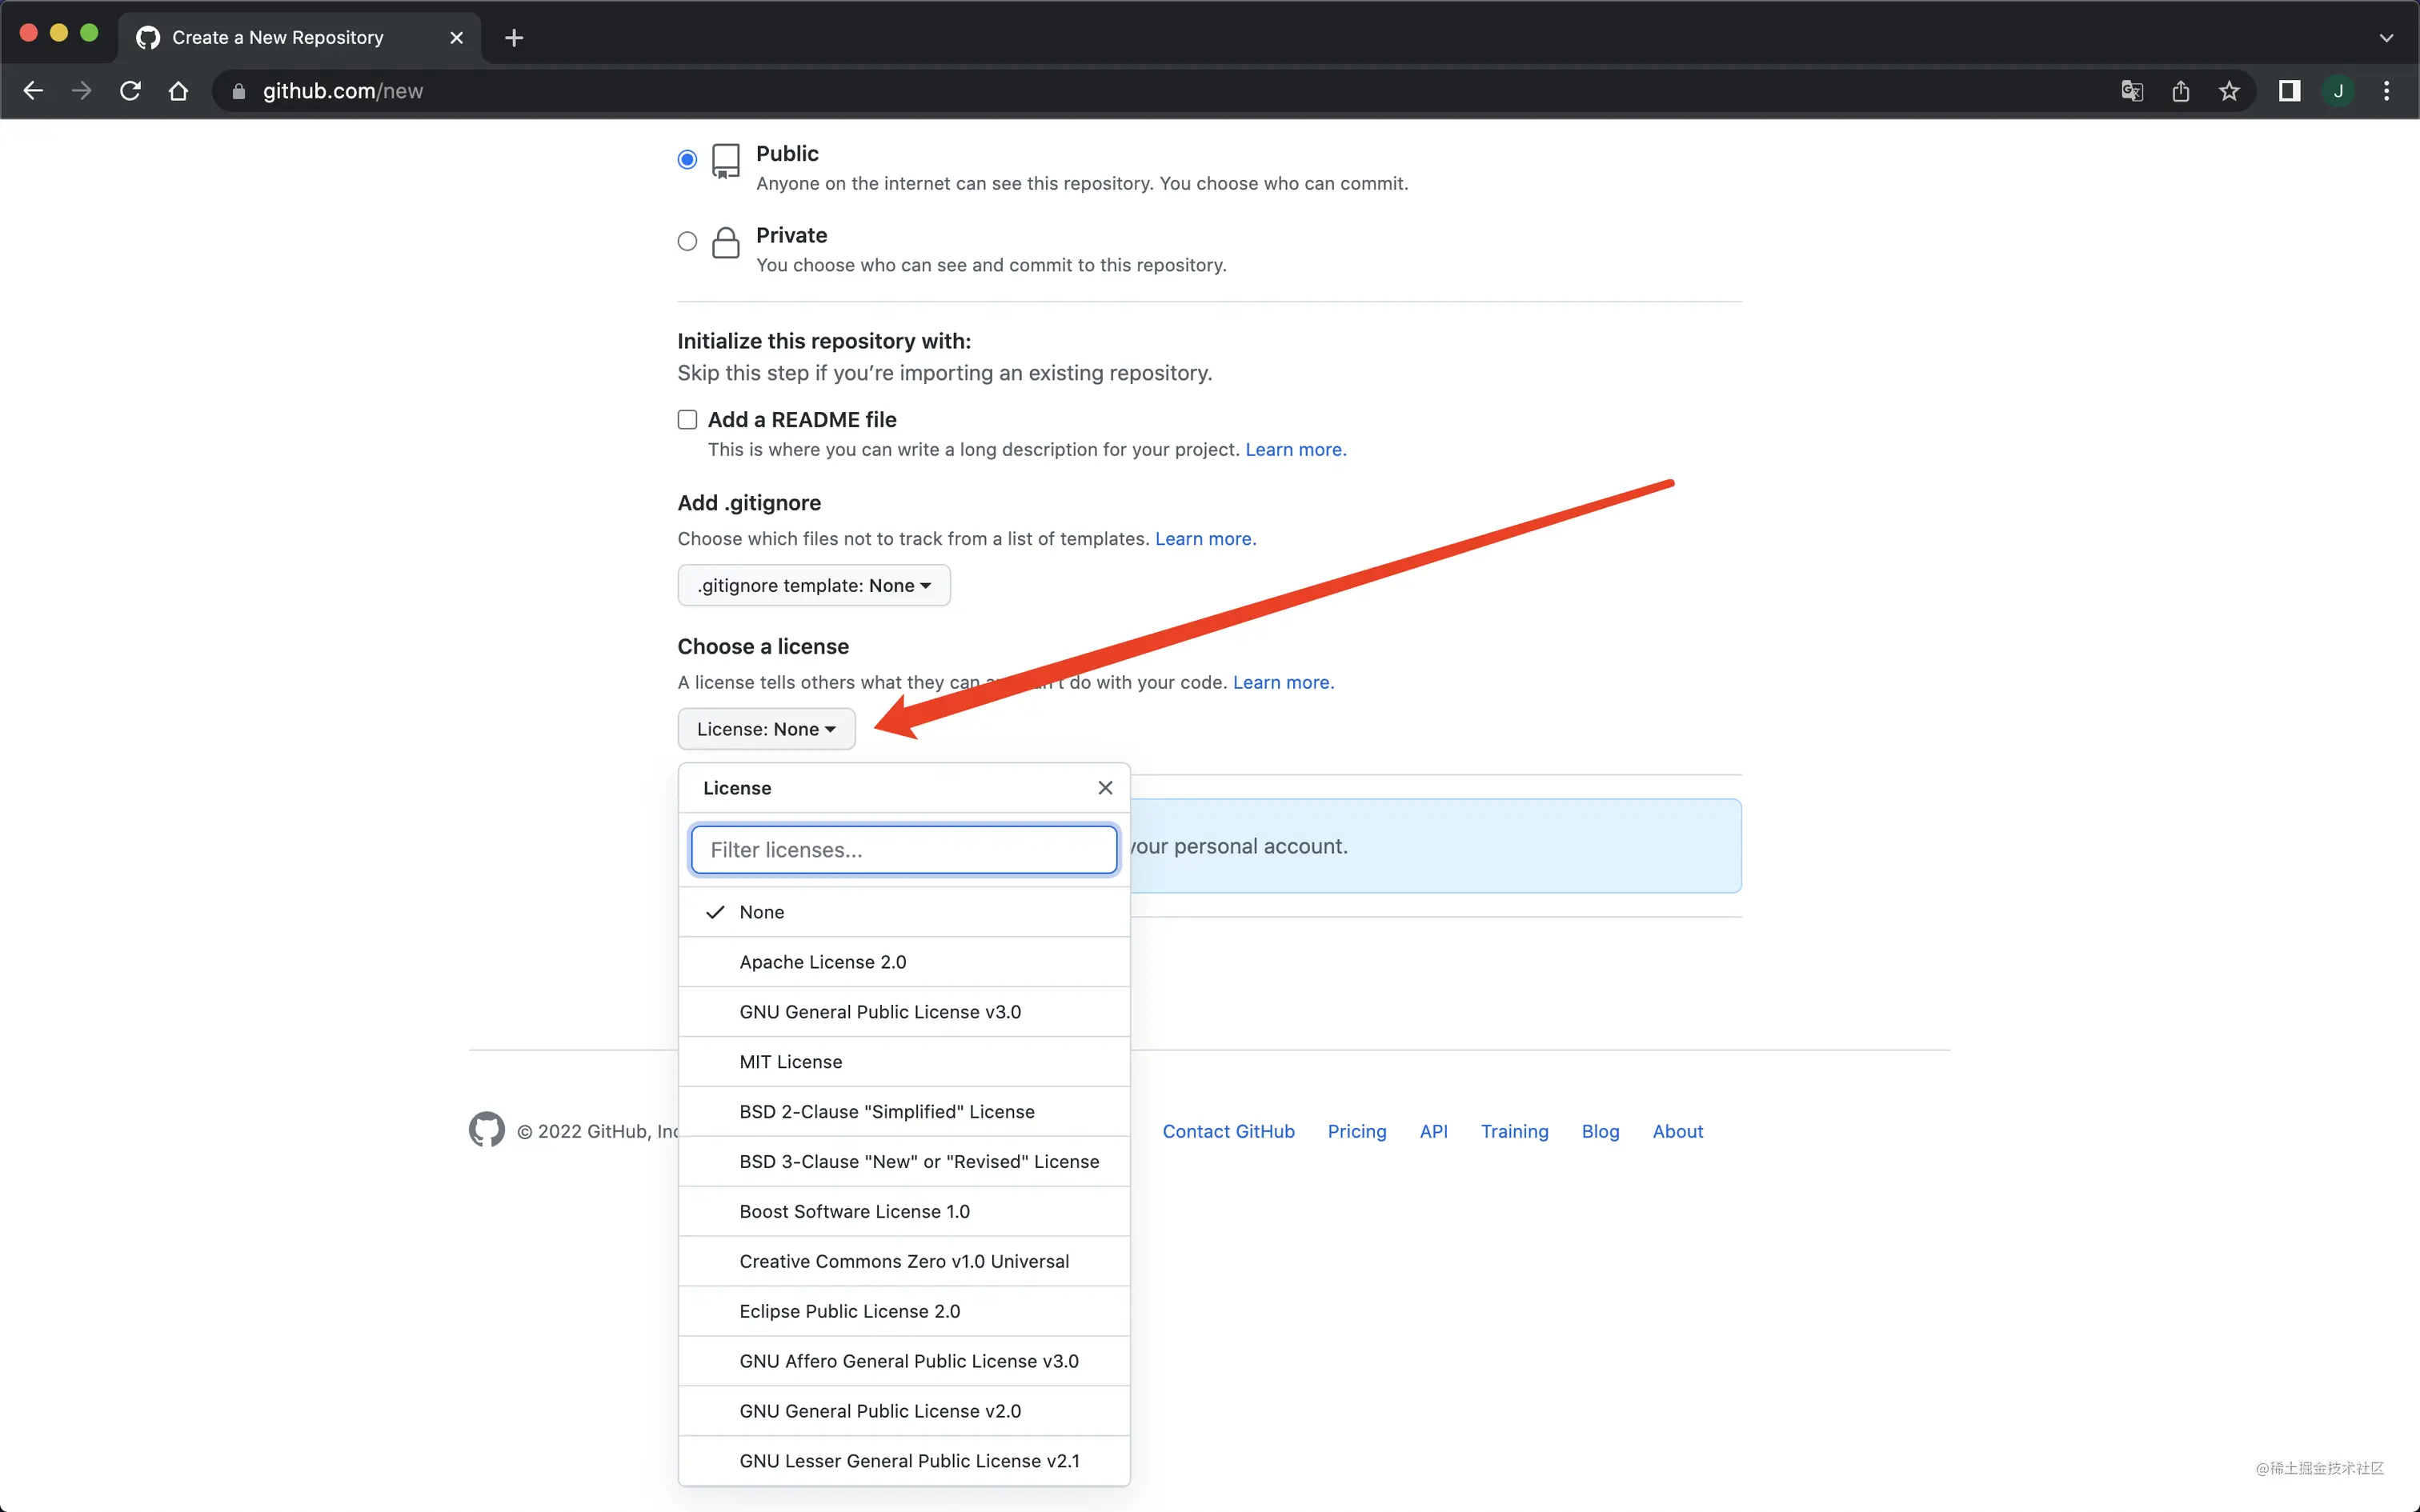 Create a New Repository
github.com/new
J
Public
Anyone on the internet can see this repository. You choose who can commit.
Private
You choose who can see and commit to this repository.
Initialize this repository with:
Skip this step if you’re importing an existing repository.
Add a README file
This is where you can write a long description for your project. Learn more.
Add .gitignore
Choose which files not to track from a list of templates. Learn more.
.gitignore template: None
Choose a license
A license tells others what they can do with your code. Learn more.
License: None
License
Filter licenses...
your personal account.
None
Apache License 2.0
GNU General Public License v3.0
MIT License
BSD 2-Clause "Simplified" License
BSD 3-Clause "New" or "Revised" License
Boost Software License 1.0
Creative Commons Zero v1.0 Universal
Eclipse Public License 2.0
GNU Affero General Public License v3.0
GNU General Public License v2.0
GNU Lesser General Public License v2.1
© 2022 GitHub, Inc
Contact GitHub Pricing API Training Blog About
@稀土掘金技术社区